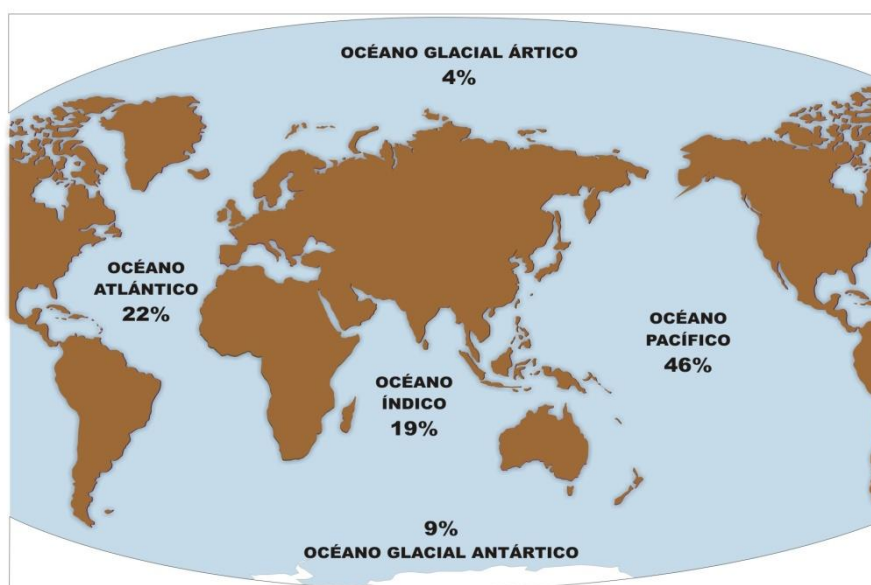 OCÉANO GLACIAL ÁRTICO
4%
OCÉANO
ATLÁNTICO
22%
OCÉANO
PACÍFICO
46%
OCÉANO
ÍNDICO
19%
9%
OCÉANO GLACIAL ANTÁRTICO